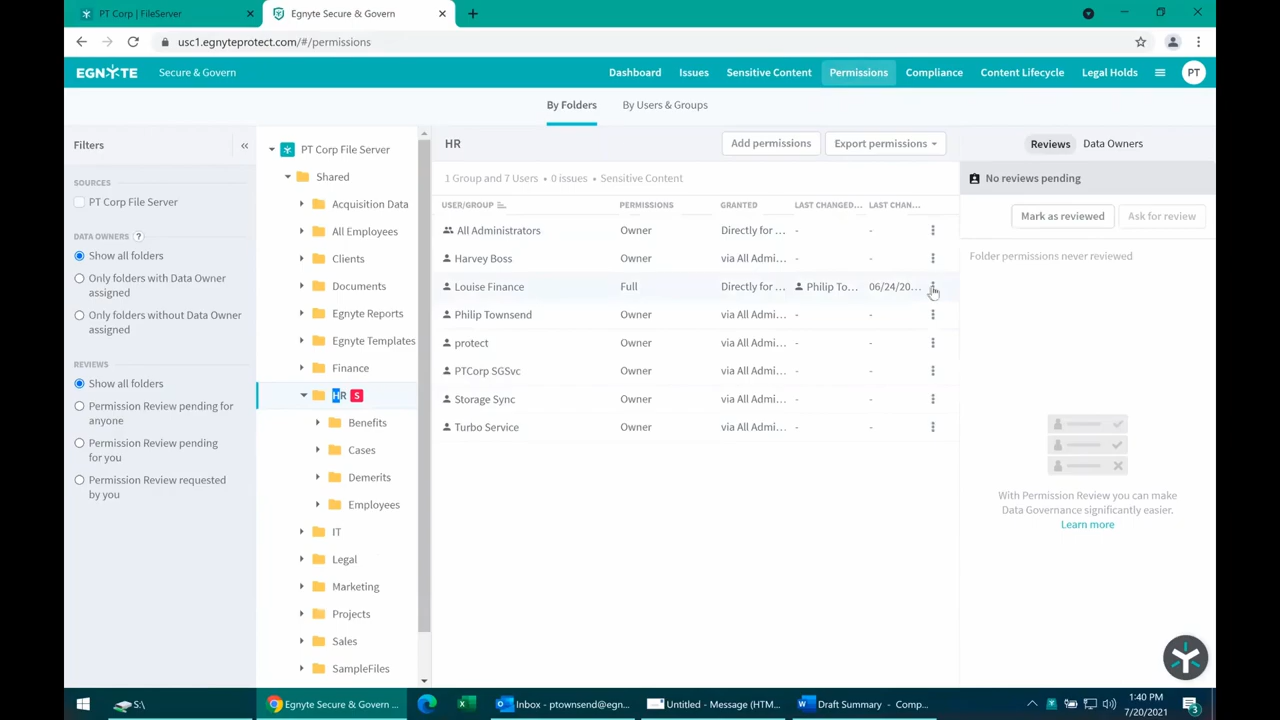 PT Corp | FileServer
Egnyte Secure & Govern
usc1.egnyteprotect.com/#/permissions
EGNYTE
Secure & Govern
Dashboard
Issues
Sensitive Content
Permissions
Compliance
Content Lifecycle
Legal Holds
PT
By Folders
By Users & Groups
Filters
SOURCES
PT Corp File Server
DATA OWNERS ?
Show all folders
Only folders with Data Owner
assigned
Only folders without Data Owner
assigned
REVIEWS
Show all folders
Permission Review pending for
anyone
Permission Review pending
for you
Permission Review requested
by you
PT Corp File Server
Shared
Acquisition Data
All Employees
Clients
Documents
Egnyte Reports
Egnyte Templates
Finance
HR S
Benefits
Cases
Demerits
Employees
IT
Legal
Marketing
Projects
Sales
SampleFiles
HR
Add permissions
Export permissions
1 Group and 7 Users • 0 issues • Sensitive Content
USER/GROUP PERMISSIONS GRANTED LAST CHANGED... LAST CHAN...
All Administrators Owner Directly for ... - -
Harvey Boss Owner via All Admi... - -
Louise Finance Full Directly for ... Philip To... 06/24/20...
Philip Townsend Owner via All Admi... - -
protect Owner via All Admi... - -
PTCorp SGSvc Owner via All Admi... - -
Storage Sync Owner via All Admi... - -
Turbo Service Owner via All Admi... - -
Reviews
Data Owners
No reviews pending
Mark as reviewed
Ask for review
Folder permissions never reviewed
With Permission Review you can make
Data Governance significantly easier.
Learn more
S:\
Egnyte Secure & Govern ...
Inbox - ptownsend@egn...
Untitled - Message (HTM...
Draft Summary - Comp...
1:40 PM
7/20/2021
3